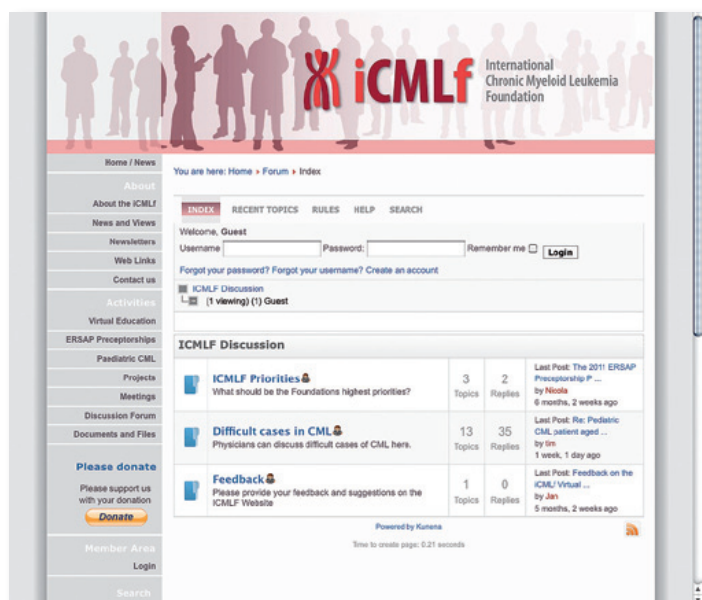 iCMLf
International
Chronic Myeloid Leukemia
Foundation
Home / News
About
About the iCMLf
News and Views
Newsletters
Web Links
Contact us
Activities
Virtual Education
ERSAP Preceptorships
Paediatric CML
Projects
Meetings
Discussion Forum
Documents and Files
Please donate
Please support us
with your donation
Donate
Member Area
Login
Search
You are here: Home Forum Index
INDEX RECENT TOPICS RULES HELP SEARCH
Welcome, Guest
Username Password: Remember me Login
Forgot your password? Forgot your username? Create an account
ICMLF Discussion
(1 viewing) (1) Guest
ICMLF Discussion
ICMLF Priorities
What should be the Foundations highest priorities?
3
Topics
2
Replies
Last Post: The 2011 ERSAP
Preceptorship P ...
by Nicola
6 months, 2 weeks ago
Difficult cases in CML
Physicians can discuss difficult cases of CML here.
13
Topics
35
Replies
Last Post: Re: Pediatric
CML patient aged ...
by tim
1 week, 1 day ago
Feedback
Please provide your feedback and suggestions on the
ICMLF Website
1
Topics
0
Replies
Last Post: Feedback on the
iCMLf Virtual ...
by Jan
5 months, 2 weeks ago
Powered by Kunena
Time to create page: 0.21 seconds